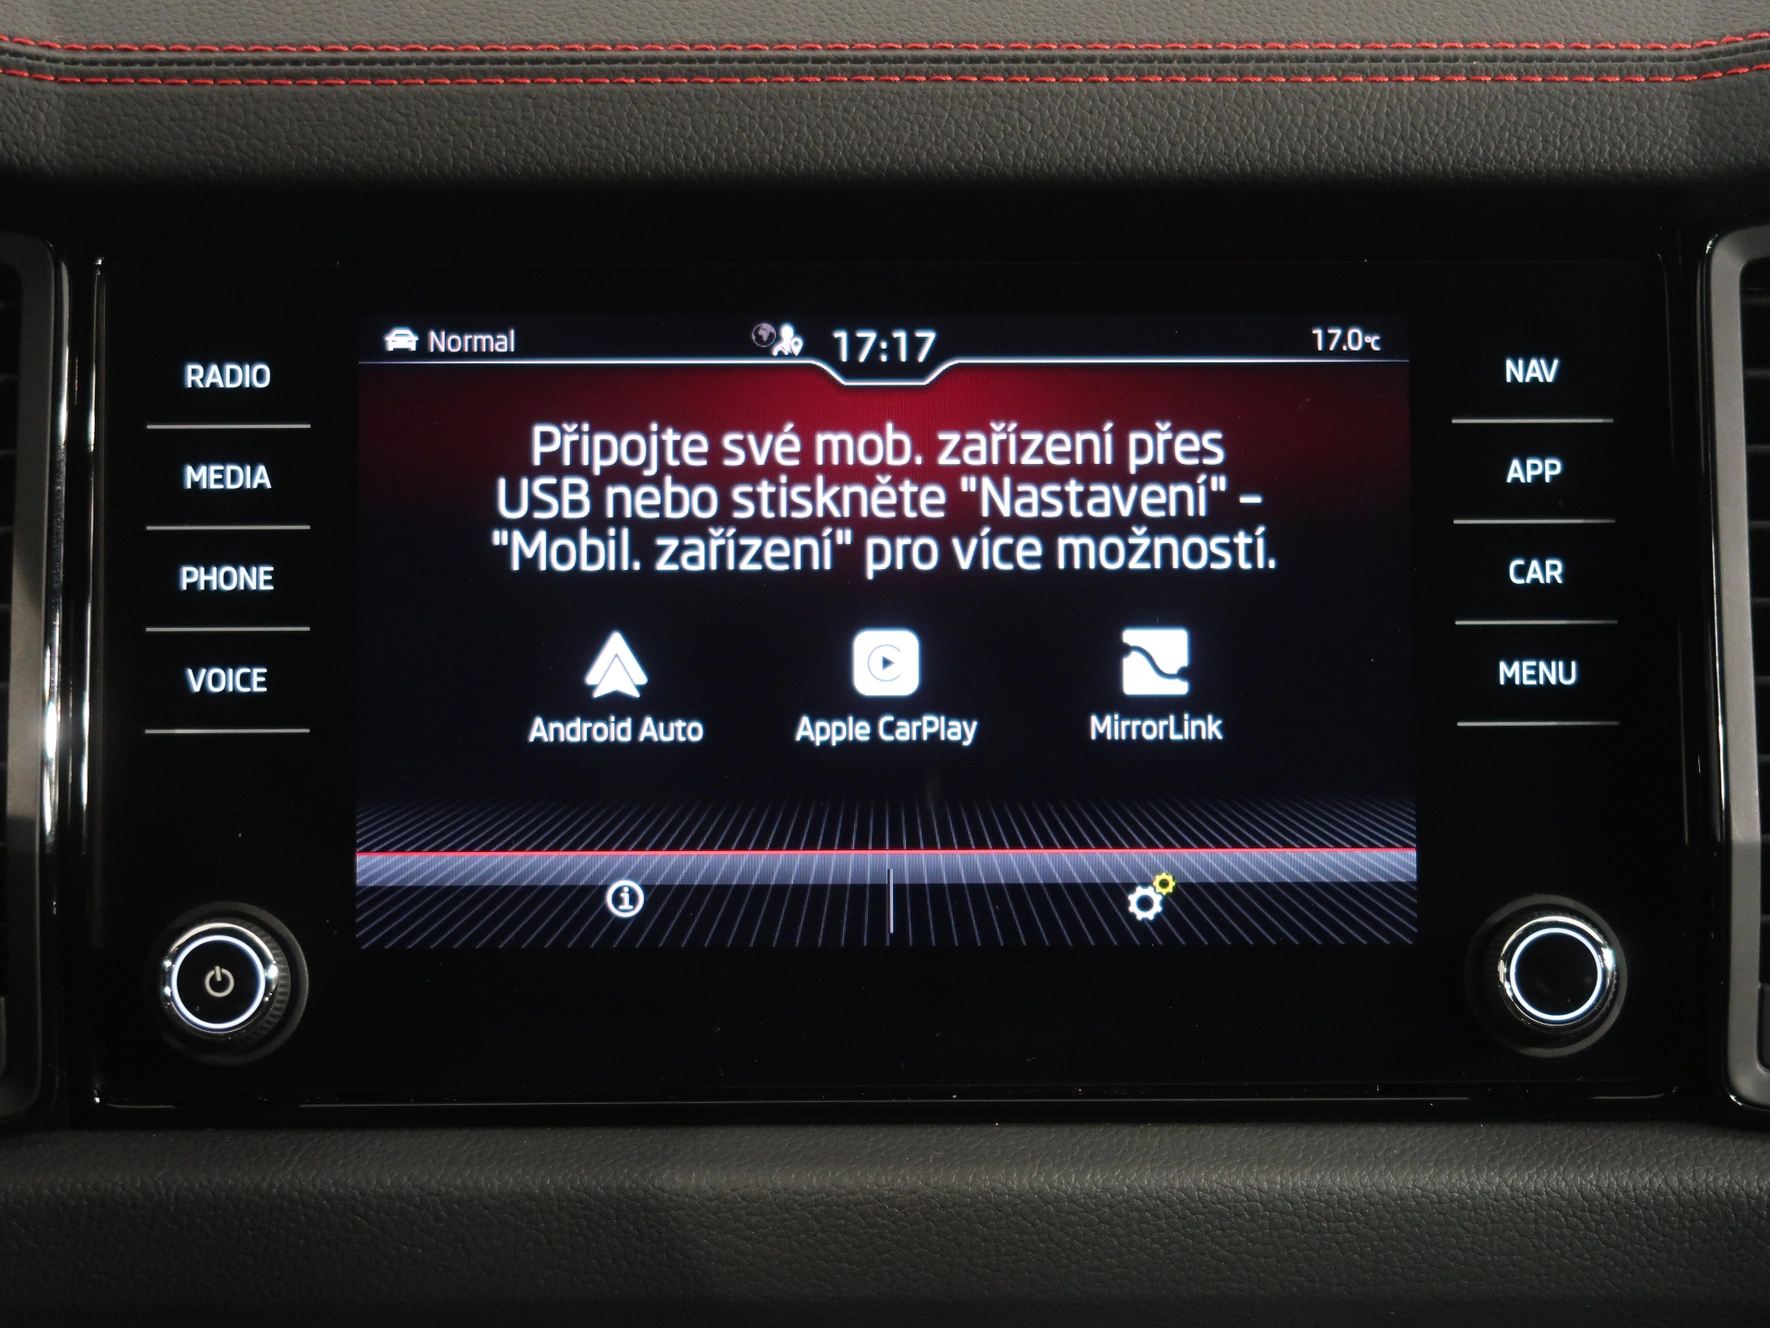 Normal
17:17
17.0°C
RADIO
MEDIA
PHONE
VOICE
Připojte své mob. zařízení přes
USB nebo stiskněte "Nastavení" –
"Mobil. zařízení" pro více možností.
Android Auto
Apple CarPlay
MirrorLink
NAV
APP
CAR
MENU